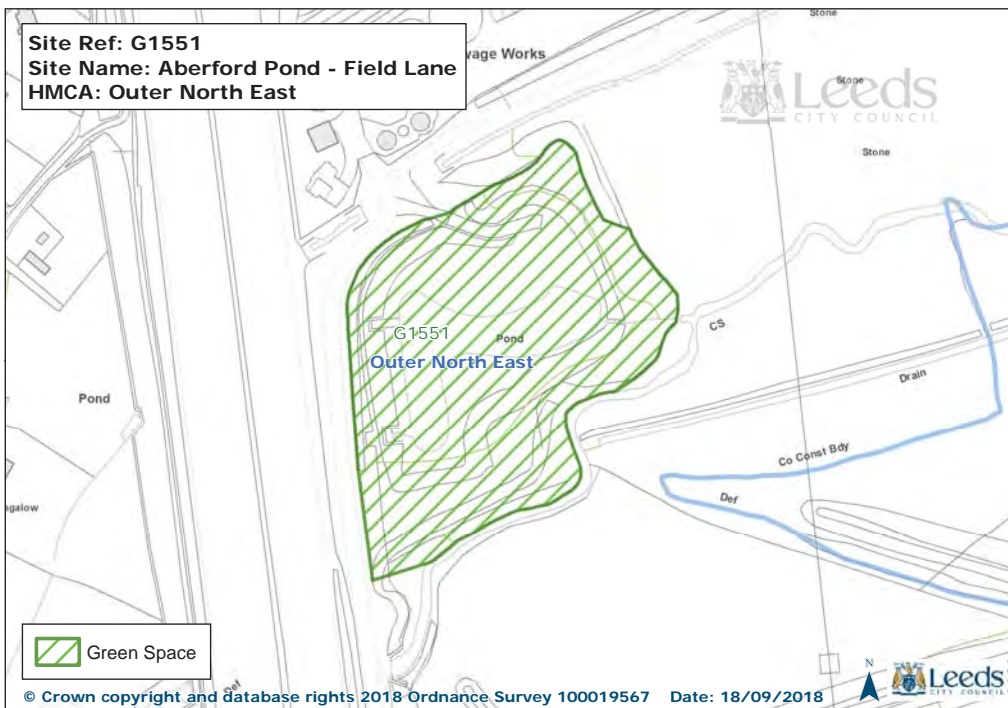 Site Ref: G1551
Site Name: Aberford Pond - Field Lane
HMCA: Outer North East
Works
Stone
Leeds
CITY COUNCIL
Stone
Stone
G1551
Pond
Outer North East
CS
Pond
Drain
Co Const Bdy
Def
Green Space
Def
N
Leeds
CITY COUNCIL
© Crown copyright and database rights 2018 Ordnance Survey 100019567 Date: 18/09/2018